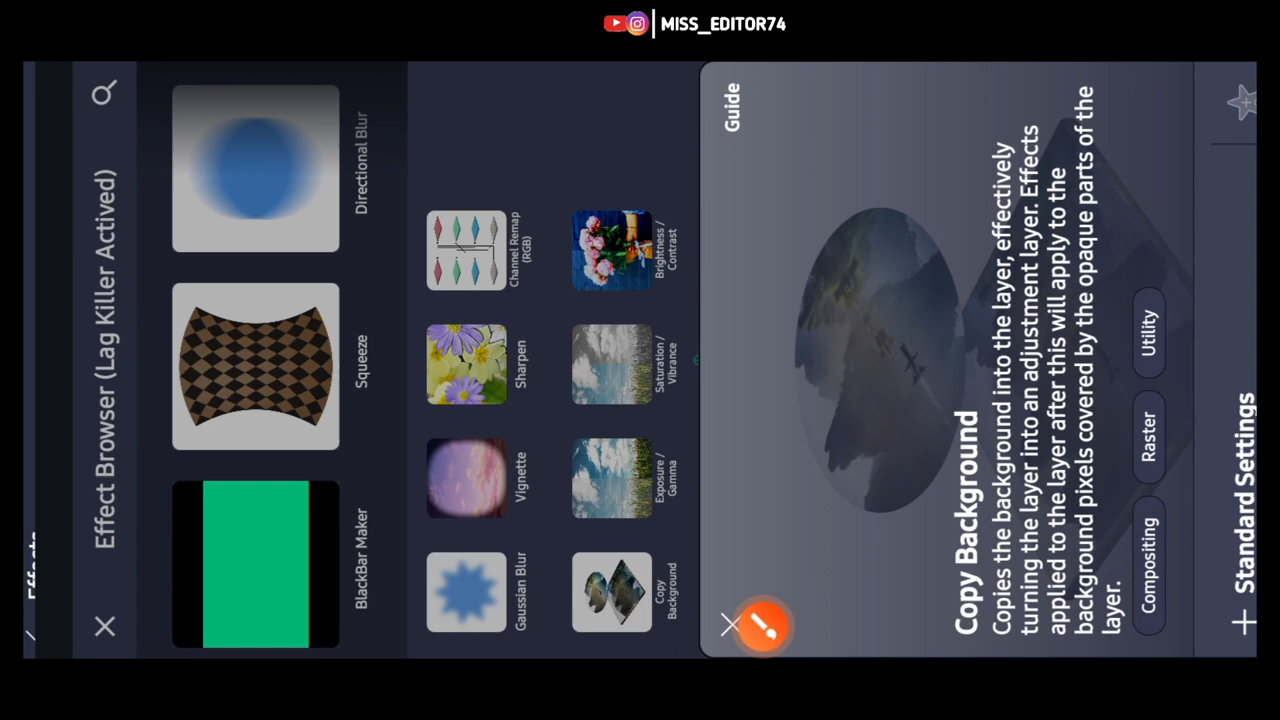 MISS_EDITOR74
Effects
Effect Browser (Lag Killer Actived)
BlackBar Maker
Squeeze
Directional Blur
Gaussian Blur
Vignette
Sharpen
Channel Remap
(RGB)
Copy
Background
Exposure /
Gamma
Saturation /
Vibrance
Brightness /
Contrast
Guide
Copy Background
Copies the background into the layer, effectively
turning the layer into an adjustment layer. Effects
applied to the layer after this will apply to the
background pixels covered by the opaque parts of the
layer.
Compositing
Raster
Utility
Standard Settings